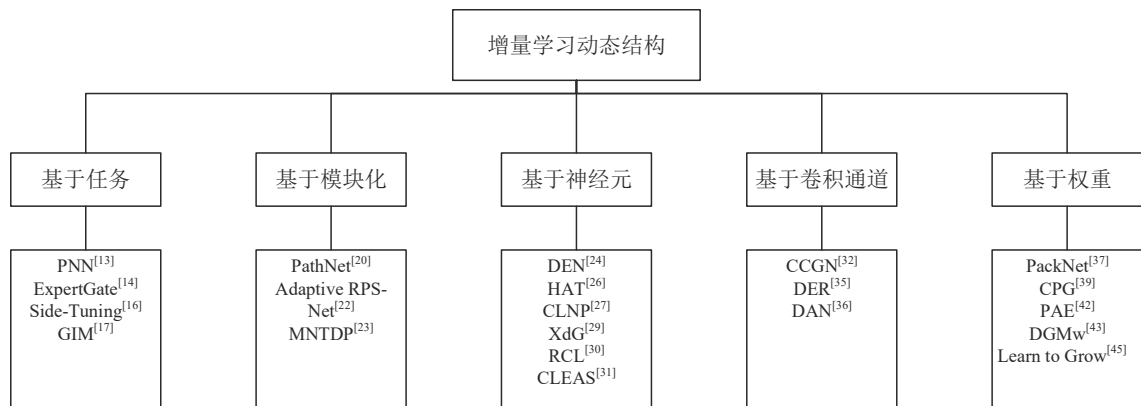 增量学习动态结构
基于任务
基于模块化
基于神经元
基于卷积通道
基于权重
PNN[13]
ExpertGate[14]
Side-Tuning[16]
GIM[17]
PathNet[20]
Adaptive RPS-
Net[22]
MNTDP[23]
DEN[24]
HAT[26]
CLNP[27]
XdG[29]
RCL[30]
CLEAS[31]
CCGN[32]
DER[35]
DAN[36]
PackNet[37]
CPG[39]
PAE[42]
DGMw[43]
Learn to Grow[45]